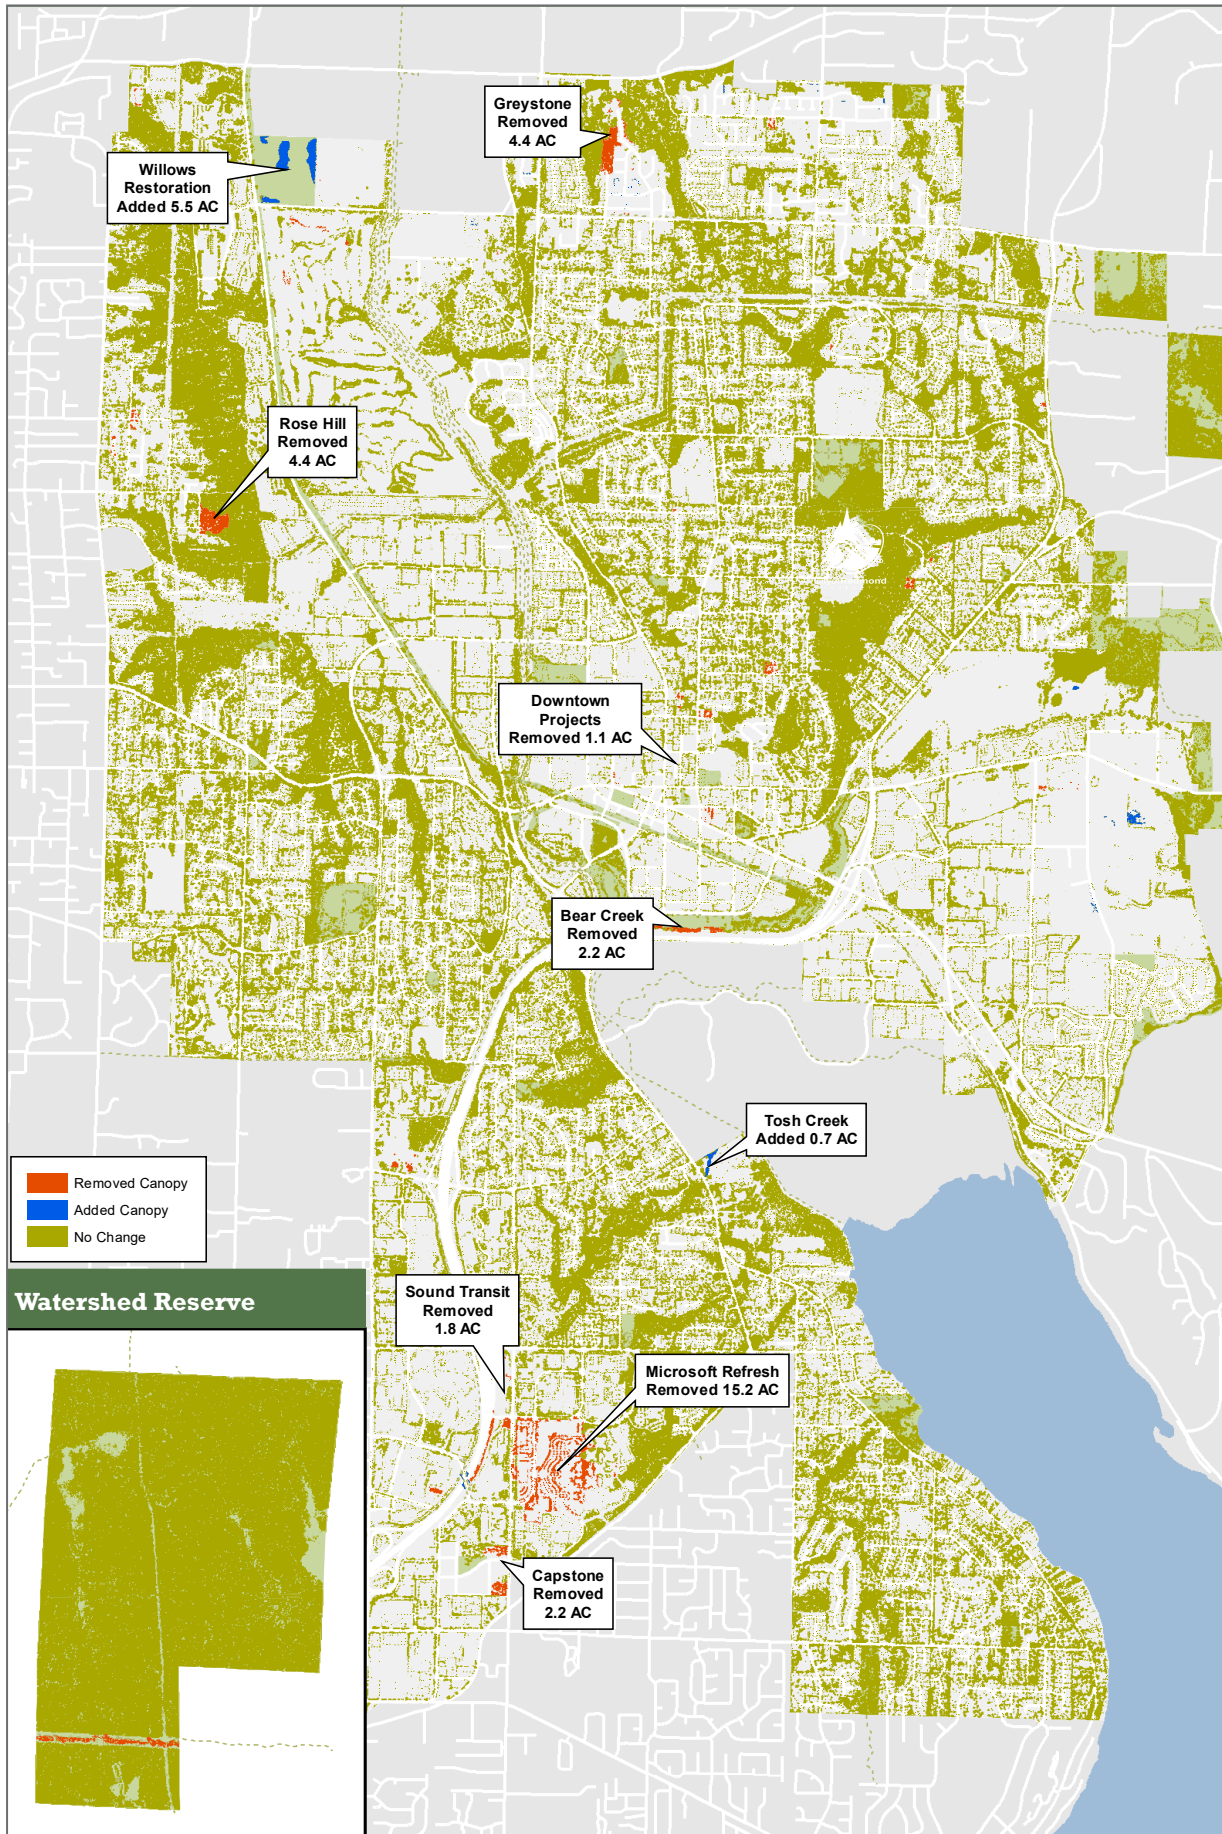 Greystone
Removed
4.4 AC
Willows
Restoration
Added 5.5 AC
Rose Hill
Removed
4.4 AC
Downtown
Projects
Removed 1.1 AC
Bear Creek
Removed
2.2 AC
Tosh Creek
Added 0.7 AC
Removed Canopy
Added Canopy
No Change
Watershed Reserve
Sound Transit
Removed
1.8 AC
Microsoft Refresh
Removed 15.2 AC
Capstone
Removed
2.2 AC